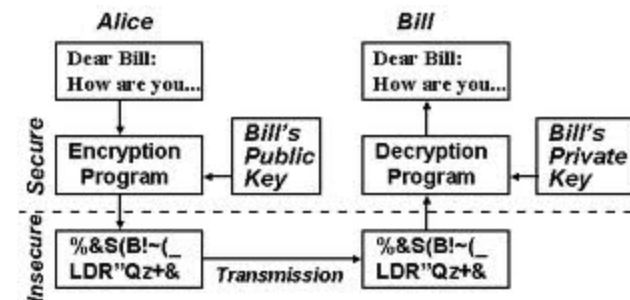 Alice
Bill
Dear Bill:
How are you...
Dear Bill:
How are you...
Secure
Encryption
Program
Bill's
Public
Key
Decryption
Program
Bill's
Private
Key
Insecure
%&S(B!~(_
LDR"Qz+&
Transmission
%&S(B!~(_
LDR"Qz+&